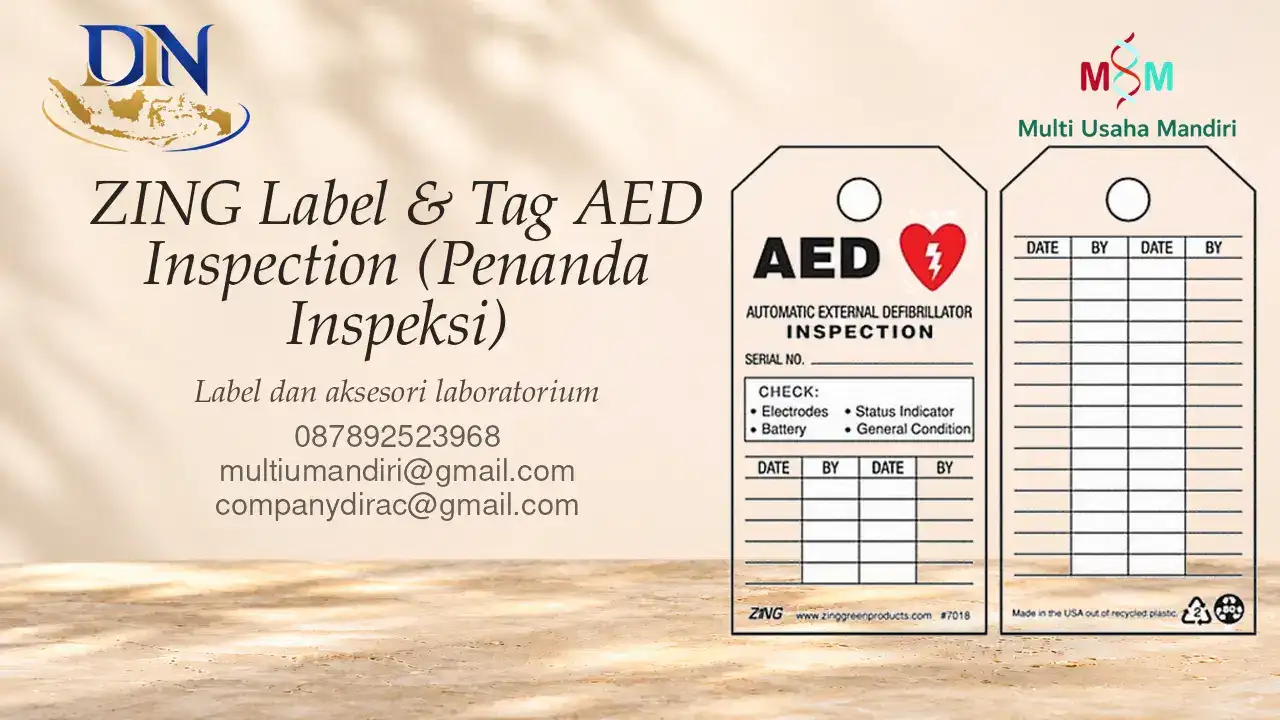 DIN
M M
Multi Usaha Mandiri
ZING Label & Tag AED
Inspection (Penanda
Inspeksi)
Label dan aksesori laboratorium
087892523968
multiumandiri@gmail.com
companydirac@gmail.com
AED
AUTOMATIC EXTERNAL DEFIBRILLATOR
INSPECTION
SERIAL NO.
CHECK:
• Electrodes • Status Indicator
• Battery • General Condition
DATE BY DATE BY
ZING www.zinggreenproducts.com #7018
DATE BY DATE BY
Made in the USA out of recycled plastic. 2